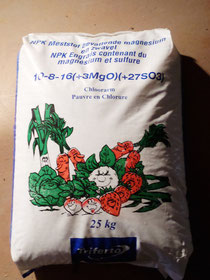 NPK Meststof bevattende magnesium
en zwavel
NPK Engrais contenant du
magnesium et sulfure
10-8-16(+3MgO)(+27SO3)
Chloorarm
Pauvre en Chlorure
25 kg